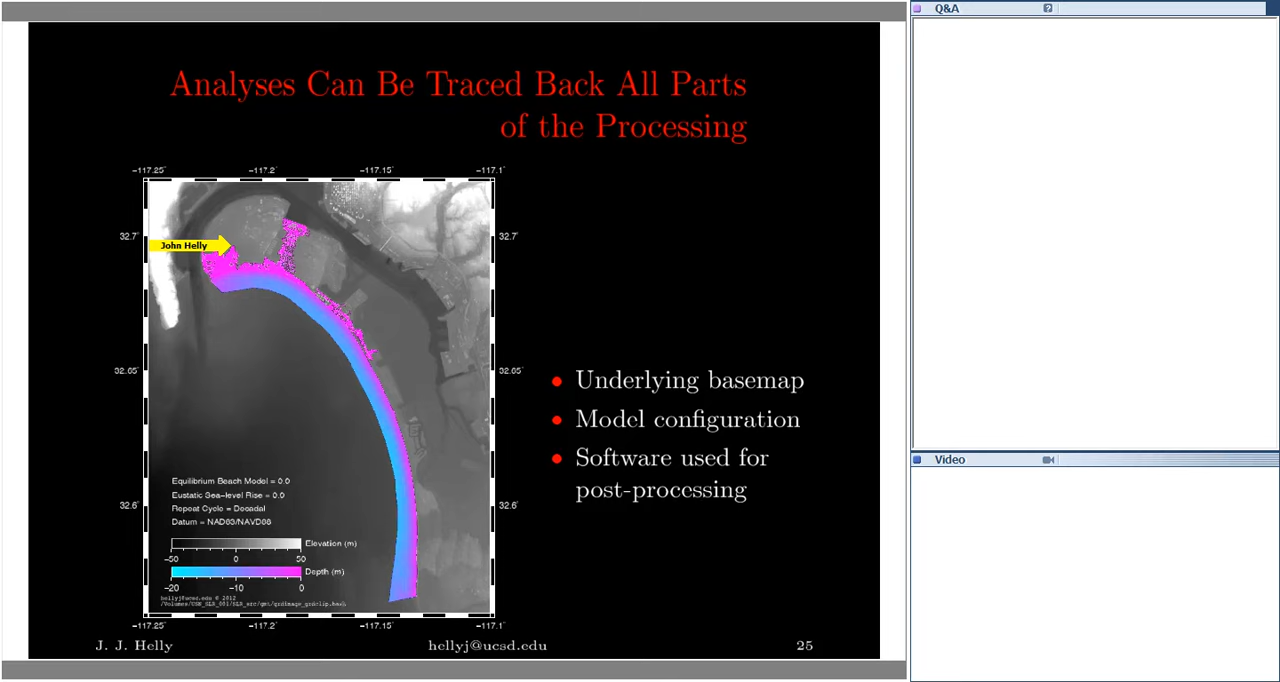 Q&A
?
Analyses Can Be Traced Back All Parts
of the Processing
−117.25˚ −117.2˚ −117.15˚ −117.1˚
32.7˚ 32.7˚
John Helly
32.65˚ 32.65˚
Underlying basemap
Model configuration
Software used for
post-processing
Video
Equilibrium Beach Model = 0.0
Eustatic Sea−level Rise = 0.0
Repeat Cycle = Decadal
Datum = NAD83/NAVD88
32.6˚ 32.6˚
Elevation (m)
−50 0 50
Depth (m)
−20 −10 0
hellyj@ucsd.edu © 2012
−117.25˚ −117.2˚ −117.15˚ −117.1˚
J. J. Helly hellyj@ucsd.edu 25